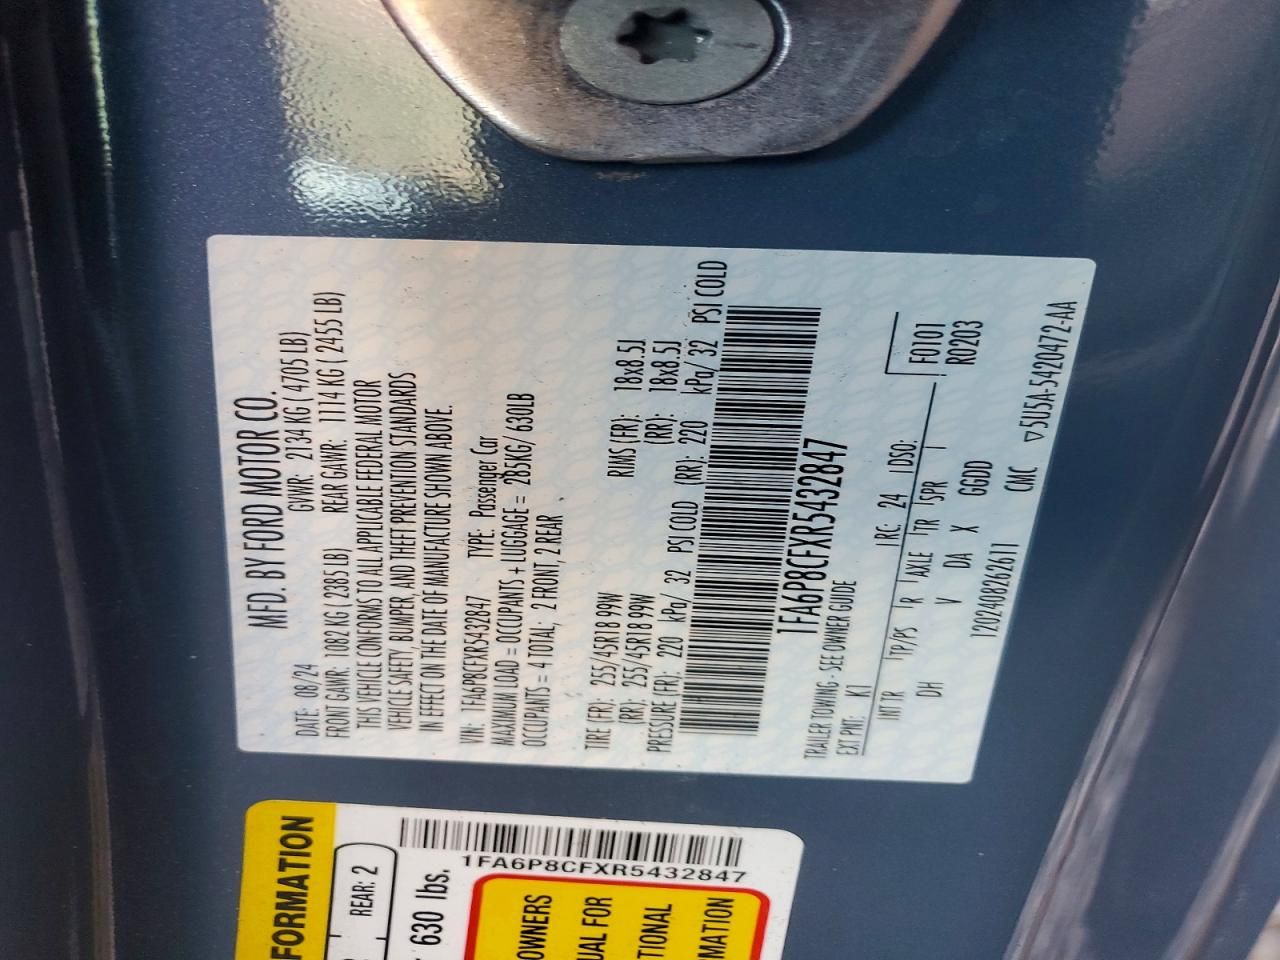 MFD. BY FORD MOTOR CO.
DATE: 08/24 GVWR: 2134 KG ( 4705 LB)
FRONT GAWR: 1082 KG ( 2385 LB) REAR GAWR: 1114 KG ( 2455 LB)
THIS VEHICLE CONFORMS TO ALL APPLICABLE FEDERAL MOTOR
VEHICLE SAFETY, BUMPER, AND THEFT PREVENTION STANDARDS
IN EFFECT ON THE DATE OF MANUFACTURE SHOWN ABOVE.
VIN: 1FA6P8CFXR5432847 TYPE: Passenger Car
MAXIMUM LOAD = OCCUPANTS + LUGGAGE = 285KG/ 630LB
OCCUPANTS = 4 TOTAL; 2 FRONT, 2 REAR
TIRE (FR): 255/45R18 99W RIMS (FR): 18x8.5J
(RR): 255/45R18 99W (RR): 18x8.5J
PRESSURE (FR): 220 kPa/ 32 PSI COLD (RR): 220 kPa/ 32 PSI COLD
1FA6P8CFXR5432847
TRAILER TOWING - SEE OWNER GUIDE
EXT PNT: K1 RC: 24 DSO: F0101
INT TR TP/PS R AXLE TR SPR R0203
DH V DA X GGDD
1202408262611 CMC ▽5U5A-5420472-AA
FORMATION
REAR: 2
630 lbs.
1FA6P8CFXR5432847
OWNERS
UAL FOR
TIONAL
MATION